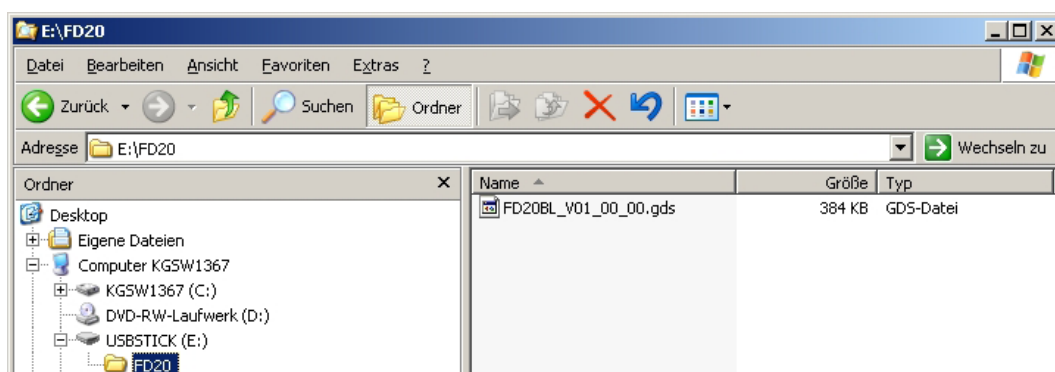 E:\FD20
Datei Bearbeiten Ansicht Favoriten Extras ?
Zurück Suchen Ordner
Adresse E:\FD20 Wechseln zu
Ordner x Name Größe Typ
Desktop FD20BL_V01_00_00.gds 384 KB GDS-Datei
Eigene Dateien
Computer KGSW1367
KGSW1367 (C:)
DVD-RW-Laufwerk (D:)
USBSTICK (E:)
FD20